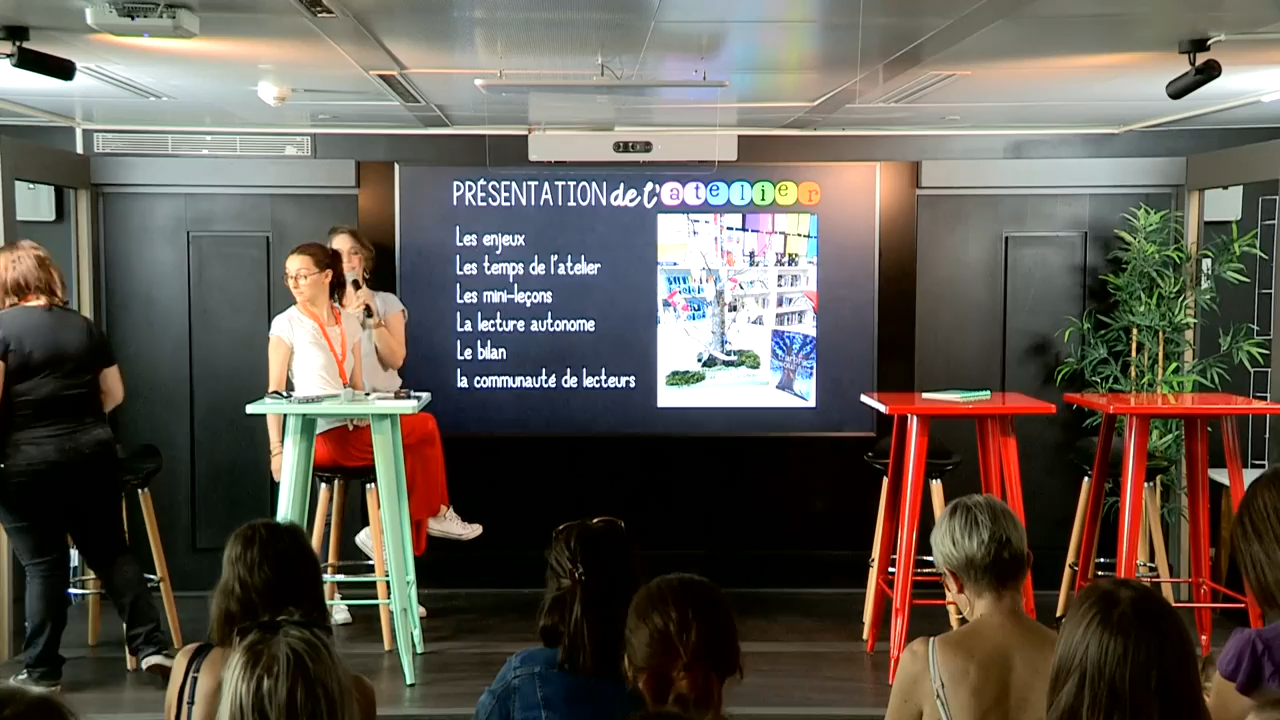 PRÉSENTATION de l'atelier
Les enjeux
Les temps de l'atelier
Les mini-leçons
La lecture autonome
Le bilan
la communauté de lecteurs